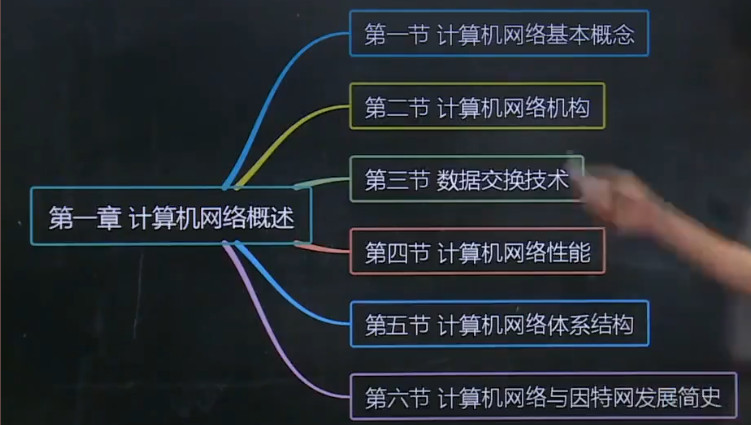 第一节 计算机网络基本概念
第二节 计算机网络机构
第三节 数据交换技术
第一章 计算机网络概述
第四节 计算机网络性能
第五节 计算机网络体系结构
第六节 计算机网络与因特网发展简史